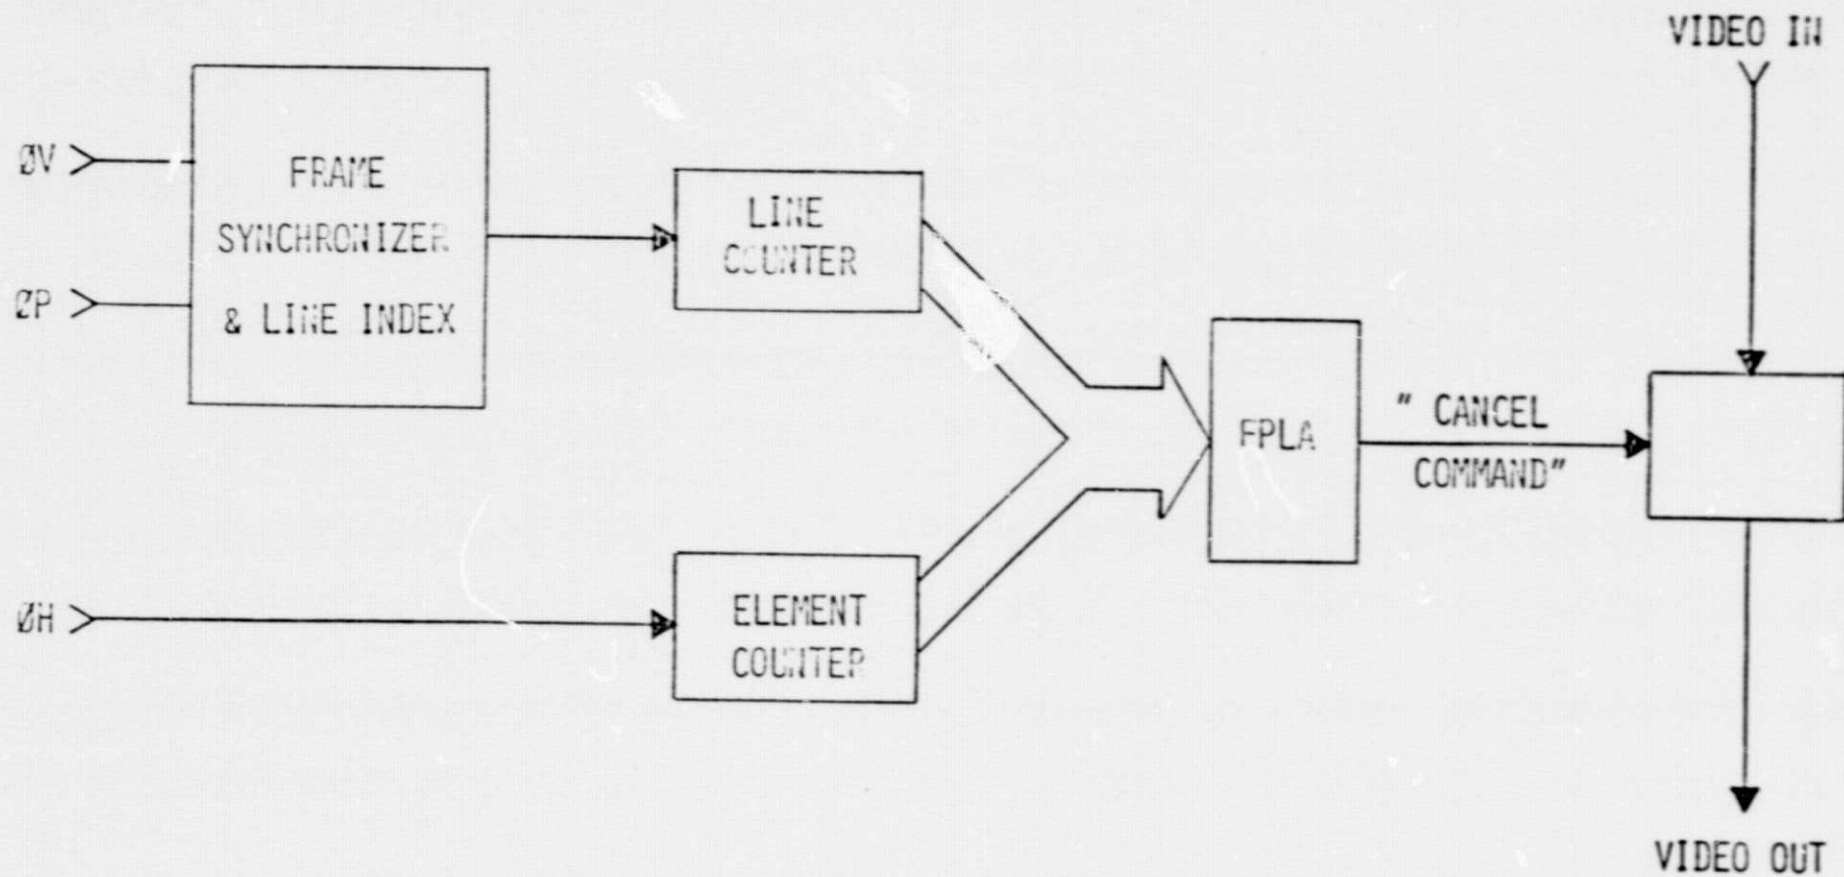 VIDEO IN
ØV
FRAME
SYNCHRONIZER
& LINE INDEX
ØP
LINE
COUNTER
FPLA
" CANCEL
COMMAND"
ØH
ELEMENT
COUNTER
VIDEO OUT